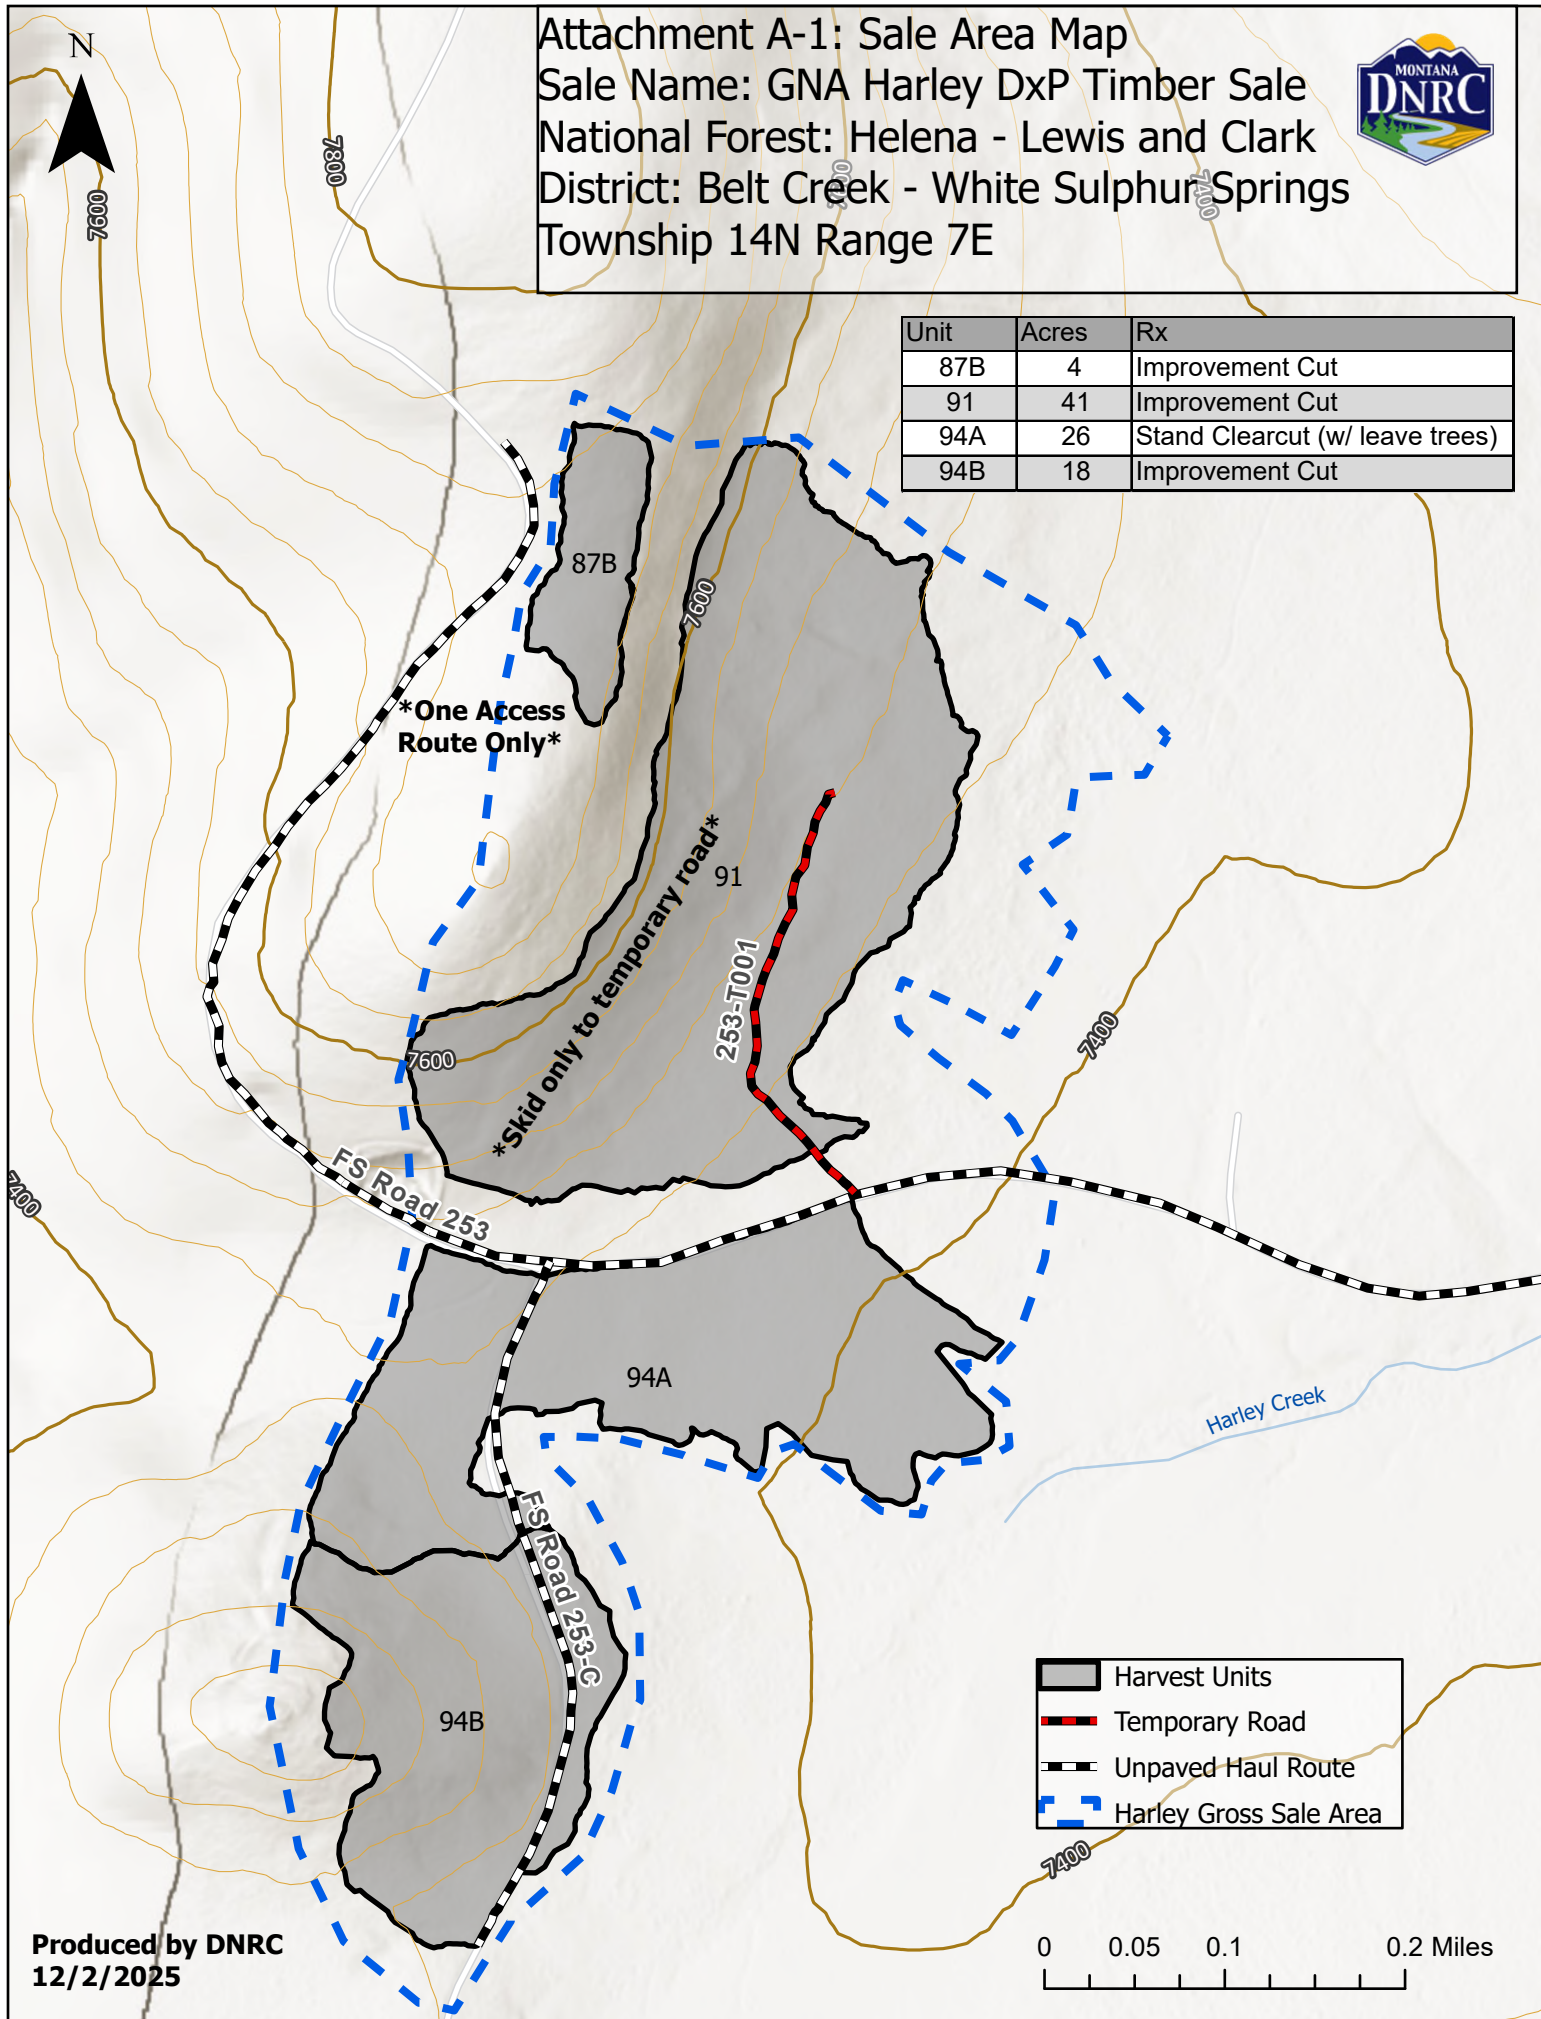 N
Attachment A-1: Sale Area Map
Sale Name: GNA Harley DxP Timber Sale
National Forest: Helena - Lewis and Clark
District: Belt Creek - White Sulphur Springs
Township 14N Range 7E
MONTANA
DNRC
7600
7800
7400
Unit Acres Rx
87B 4 Improvement Cut
91 41 Improvement Cut
94A 26 Stand Clearcut (w/ leave trees)
94B 18 Improvement Cut
87B
7600
*One Access
Route Only*
*Skid only to temporary road*
91
253-T001
7600
7400
FS Road 253
7400
94A
Harley Creek
FS Road 253-C
94B
Harvest Units
Temporary Road
Unpaved Haul Route
Harley Gross Sale Area
7400
Produced by DNRC
12/2/2025
0 0.05 0.1 0.2 Miles